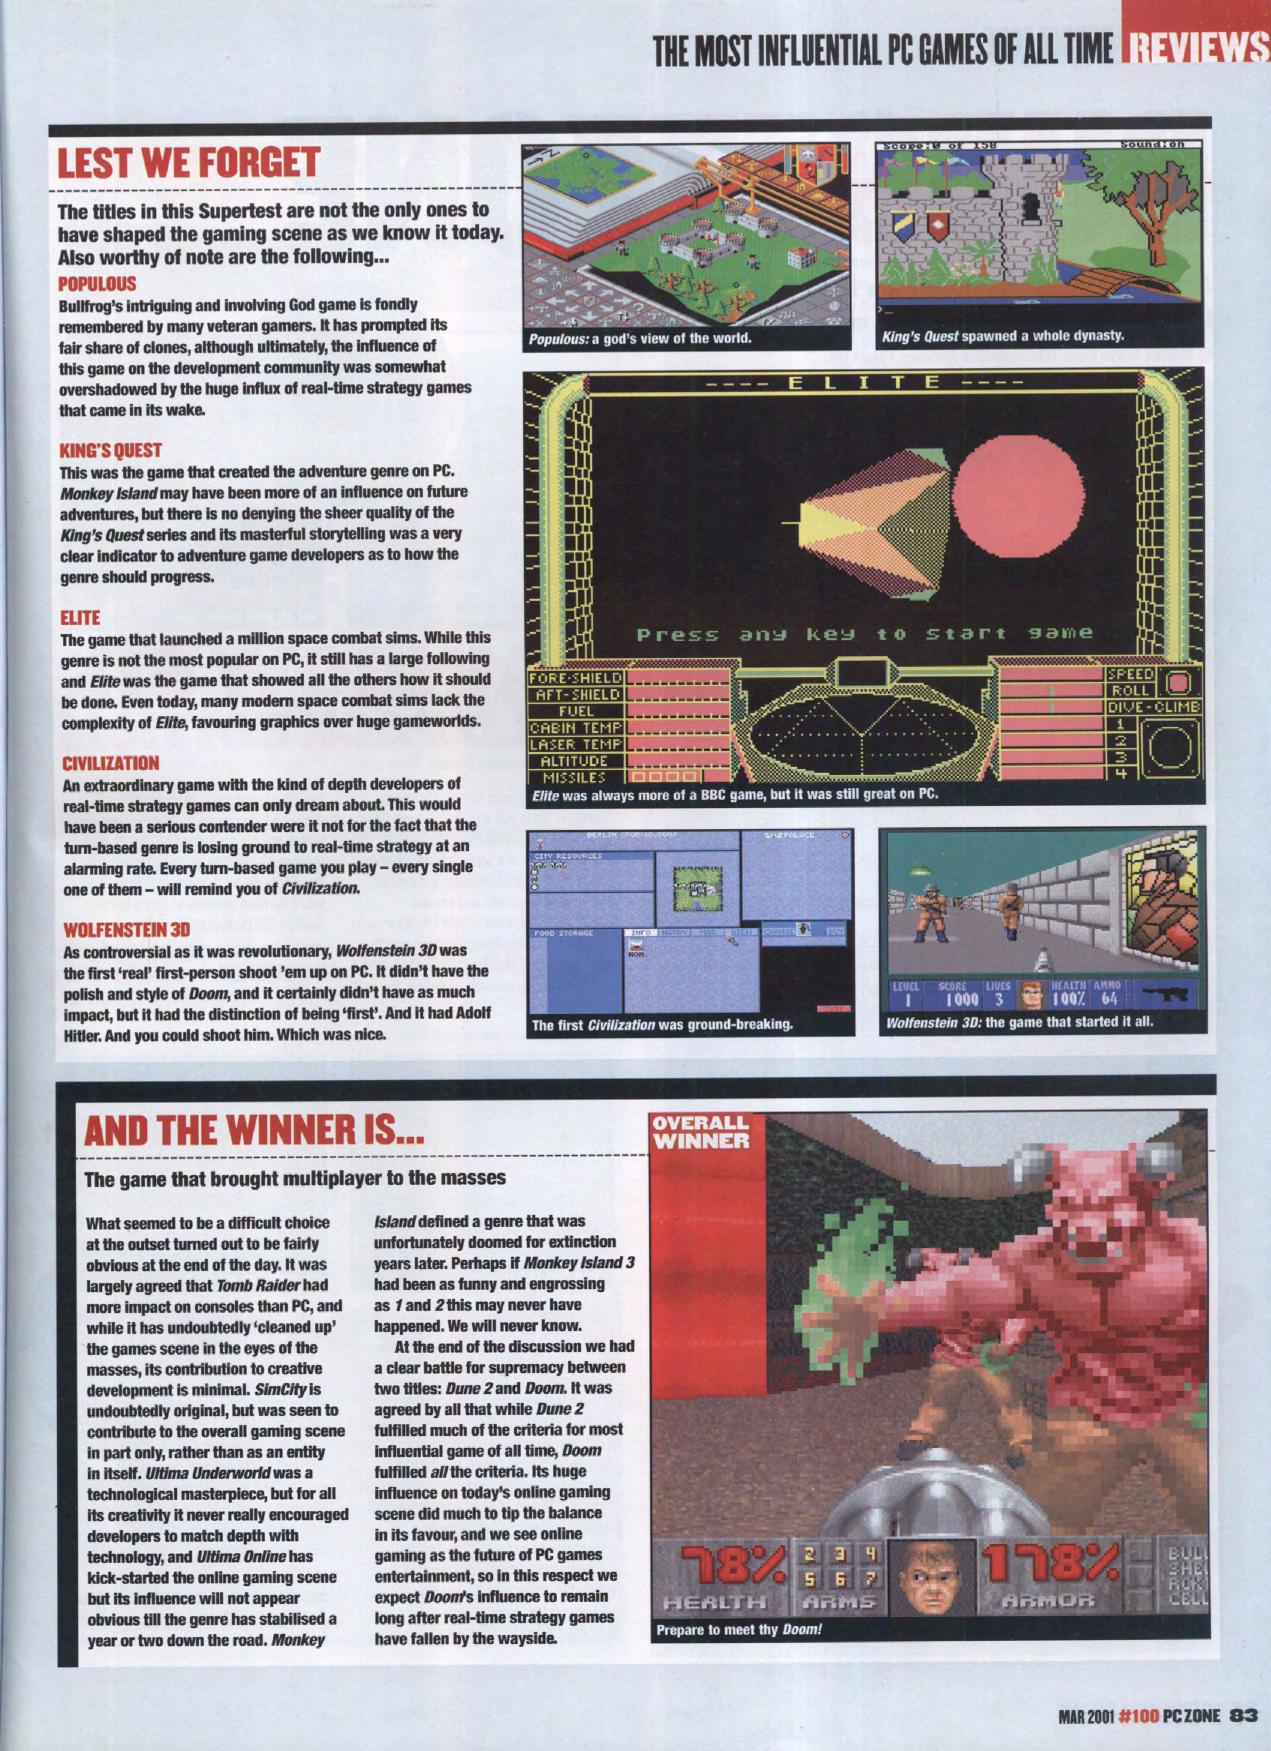 THE MOST INFLUENTIAL PC GAMES OF ALL TIME REVIEWS
LEST WE FORGET
The titles in this Supertest are not the only ones to
have shaped the gaming scene as we know it today.
Also worthy of note are the following...
POPULOUS
Bullfrog's intriguing and involving God game is fondly
remembered by many veteran gamers. It has prompted its
fair share of clones, although ultimately, the influence of
this game on the development community was somewhat
overshadowed by the huge influx of real-time strategy games
that came in its wake.
KING'S QUEST
This was the game that created the adventure genre on PC.
Monkey Island may have been more of an influence on future
adventures, but there is no denying the sheer quality of the
King's Quest series and its masterful storytelling was a very
clear indicator to adventure game developers as to how the
genre should progress.
ELITE
The game that launched a million space combat sims. While this
genre is not the most popular on PC, it still has a large following
and Elite was the game that showed all the others how it should
be done. Even today, many modern space combat sims lack the
complexity of Elite, favouring graphics over huge gameworlds.
CIVILIZATION
An extraordinary game with the kind of depth developers of
real-time strategy games can only dream about. This would
have been a serious contender were it not for the fact that the
turn-based genre is losing ground to real-time strategy at an
alarming rate. Every turn-based game you play – every single
one of them – will remind you of Civilization.
WOLFENSTEIN 3D
As controversial as it was revolutionary, Wolfenstein 3D was
the first 'real' first-person shoot 'em up on PC. It didn't have the
polish and style of Doom, and it certainly didn't have as much
impact, but it had the distinction of being 'first'. And it had Adolf
Hitler. And you could shoot him. Which was nice.
Populous: a god's view of the world.
Score:0 of 158 Sound:on
>_
King's Quest spawned a whole dynasty.
---- E L I T E ----
Press any key to start game
FORE-SHIELD
AFT-SHIELD
FUEL
CABIN TEMP
LASER TEMP
ALTITUDE
MISSILES
SPEED
ROLL
DIVE-CLIMB
1
2
3
4
Elite was always more of a BBC game, but it was still great on PC.
CITY RESOURCES
FOOD STORAGE
INFO HAPPY MAP VIEW
CHANGE BUY
The first Civilization was ground-breaking.
LEVEL SCORE LIVES HEALTH AMMO
1 1000 3 100% 64
Wolfenstein 3D: the game that started it all.
AND THE WINNER IS...
The game that brought multiplayer to the masses
What seemed to be a difficult choice
at the outset turned out to be fairly
obvious at the end of the day. It was
largely agreed that Tomb Raider had
more impact on consoles than PC, and
while it has undoubtedly 'cleaned up'
the games scene in the eyes of the
masses, its contribution to creative
development is minimal. SimCity is
undoubtedly original, but was seen to
contribute to the overall gaming scene
in part only, rather than as an entity
in itself. Ultima Underworld was a
technological masterpiece, but for all
its creativity it never really encouraged
developers to match depth with
technology, and Ultima Online has
kick-started the online gaming scene
but its influence will not appear
obvious till the genre has stabilised a
year or two down the road. Monkey
Island defined a genre that was
unfortunately doomed for extinction
years later. Perhaps if Monkey Island 3
had been as funny and engrossing
as 1 and 2 this may never have
happened. We will never know.
At the end of the discussion we had
a clear battle for supremacy between
two titles: Dune 2 and Doom. It was
agreed by all that while Dune 2
fulfilled much of the criteria for most
influential game of all time, Doom
fulfilled all the criteria. Its huge
influence on today's online gaming
scene did much to tip the balance
in its favour, and we see online
gaming as the future of PC games
entertainment, so in this respect we
expect Doom's influence to remain
long after real-time strategy games
have fallen by the wayside.
OVERALL
WINNER
78% 2 3 4 178% BULL
5 6 7 SHEL
HEALTH ARMS ARMOR RCKT
CELL
Prepare to meet thy Doom!
MAR 2001 #100 PC ZONE 83